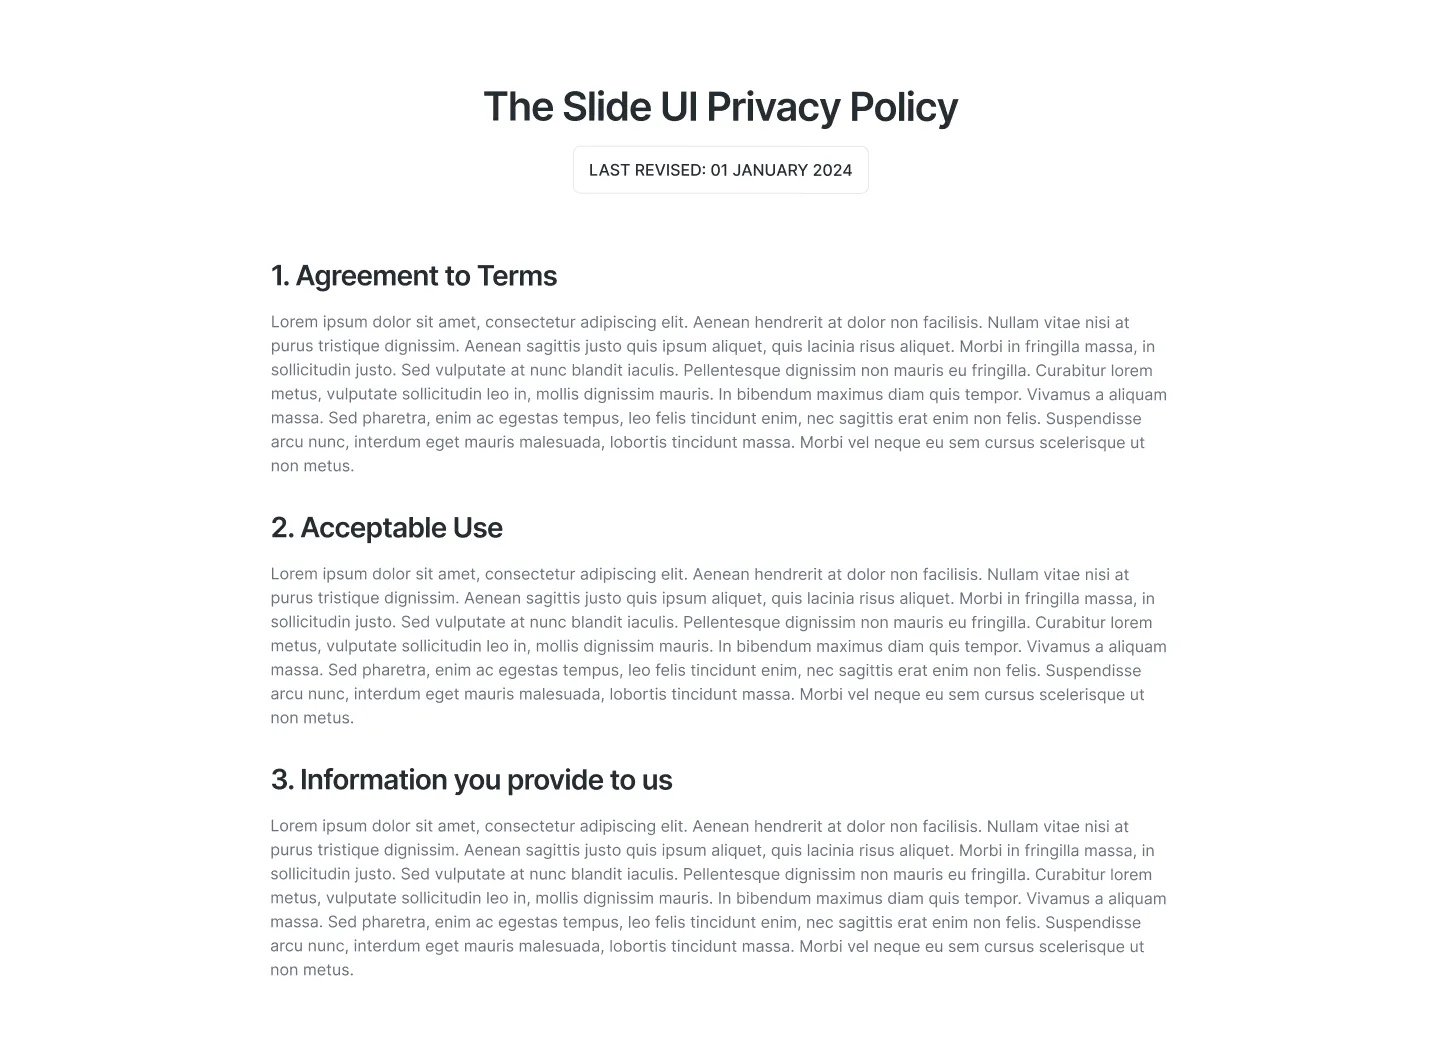 The Slide UI Privacy Policy
LAST REVISED: 01 JANUARY 2024
1. Agreement to Terms
Lorem ipsum dolor sit amet, consectetur adipiscing elit. Aenean hendrerit at dolor non facilisis. Nullam vitae nisi at
purus tristique dignissim. Aenean sagittis justo quis ipsum aliquet, quis lacinia risus aliquet. Morbi in fringilla massa, in
sollicitudin justo. Sed vulputate at nunc blandit iaculis. Pellentesque dignissim non mauris eu fringilla. Curabitur lorem
metus, vulputate sollicitudin leo in, mollis dignissim mauris. In bibendum maximus diam quis tempor. Vivamus a aliquam
massa. Sed pharetra, enim ac egestas tempus, leo felis tincidunt enim, nec sagittis erat enim non felis. Suspendisse
arcu nunc, interdum eget mauris malesuada, lobortis tincidunt massa. Morbi vel neque eu sem cursus scelerisque ut
non metus.
2. Acceptable Use
Lorem ipsum dolor sit amet, consectetur adipiscing elit. Aenean hendrerit at dolor non facilisis. Nullam vitae nisi at
purus tristique dignissim. Aenean sagittis justo quis ipsum aliquet, quis lacinia risus aliquet. Morbi in fringilla massa, in
sollicitudin justo. Sed vulputate at nunc blandit iaculis. Pellentesque dignissim non mauris eu fringilla. Curabitur lorem
metus, vulputate sollicitudin leo in, mollis dignissim mauris. In bibendum maximus diam quis tempor. Vivamus a aliquam
massa. Sed pharetra, enim ac egestas tempus, leo felis tincidunt enim, nec sagittis erat enim non felis. Suspendisse
arcu nunc, interdum eget mauris malesuada, lobortis tincidunt massa. Morbi vel neque eu sem cursus scelerisque ut
non metus.
3. Information you provide to us
Lorem ipsum dolor sit amet, consectetur adipiscing elit. Aenean hendrerit at dolor non facilisis. Nullam vitae nisi at
purus tristique dignissim. Aenean sagittis justo quis ipsum aliquet, quis lacinia risus aliquet. Morbi in fringilla massa, in
sollicitudin justo. Sed vulputate at nunc blandit iaculis. Pellentesque dignissim non mauris eu fringilla. Curabitur lorem
metus, vulputate sollicitudin leo in, mollis dignissim mauris. In bibendum maximus diam quis tempor. Vivamus a aliquam
massa. Sed pharetra, enim ac egestas tempus, leo felis tincidunt enim, nec sagittis erat enim non felis. Suspendisse
arcu nunc, interdum eget mauris malesuada, lobortis tincidunt massa. Morbi vel neque eu sem cursus scelerisque ut
non metus.